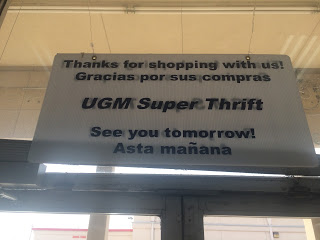 Thanks for shopping with us!
Gracias por sus compras
UGM Super Thrift
See you tomorrow!
Asta mañana